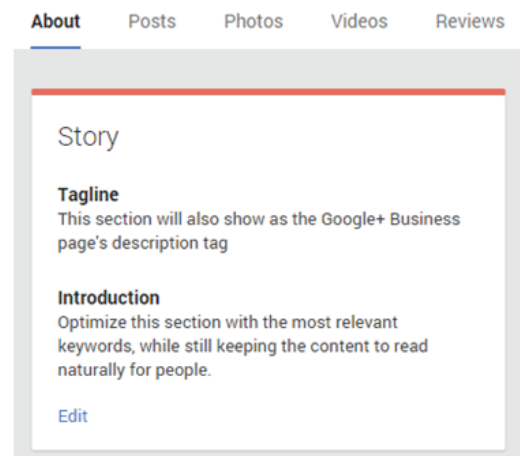 About Posts Photos Videos Reviews
Story
Tagline
This section will also show as the Google+ Business
page's description tag
Introduction
Optimize this section with the most relevant
keywords, while still keeping the content to read
naturally for people.
Edit